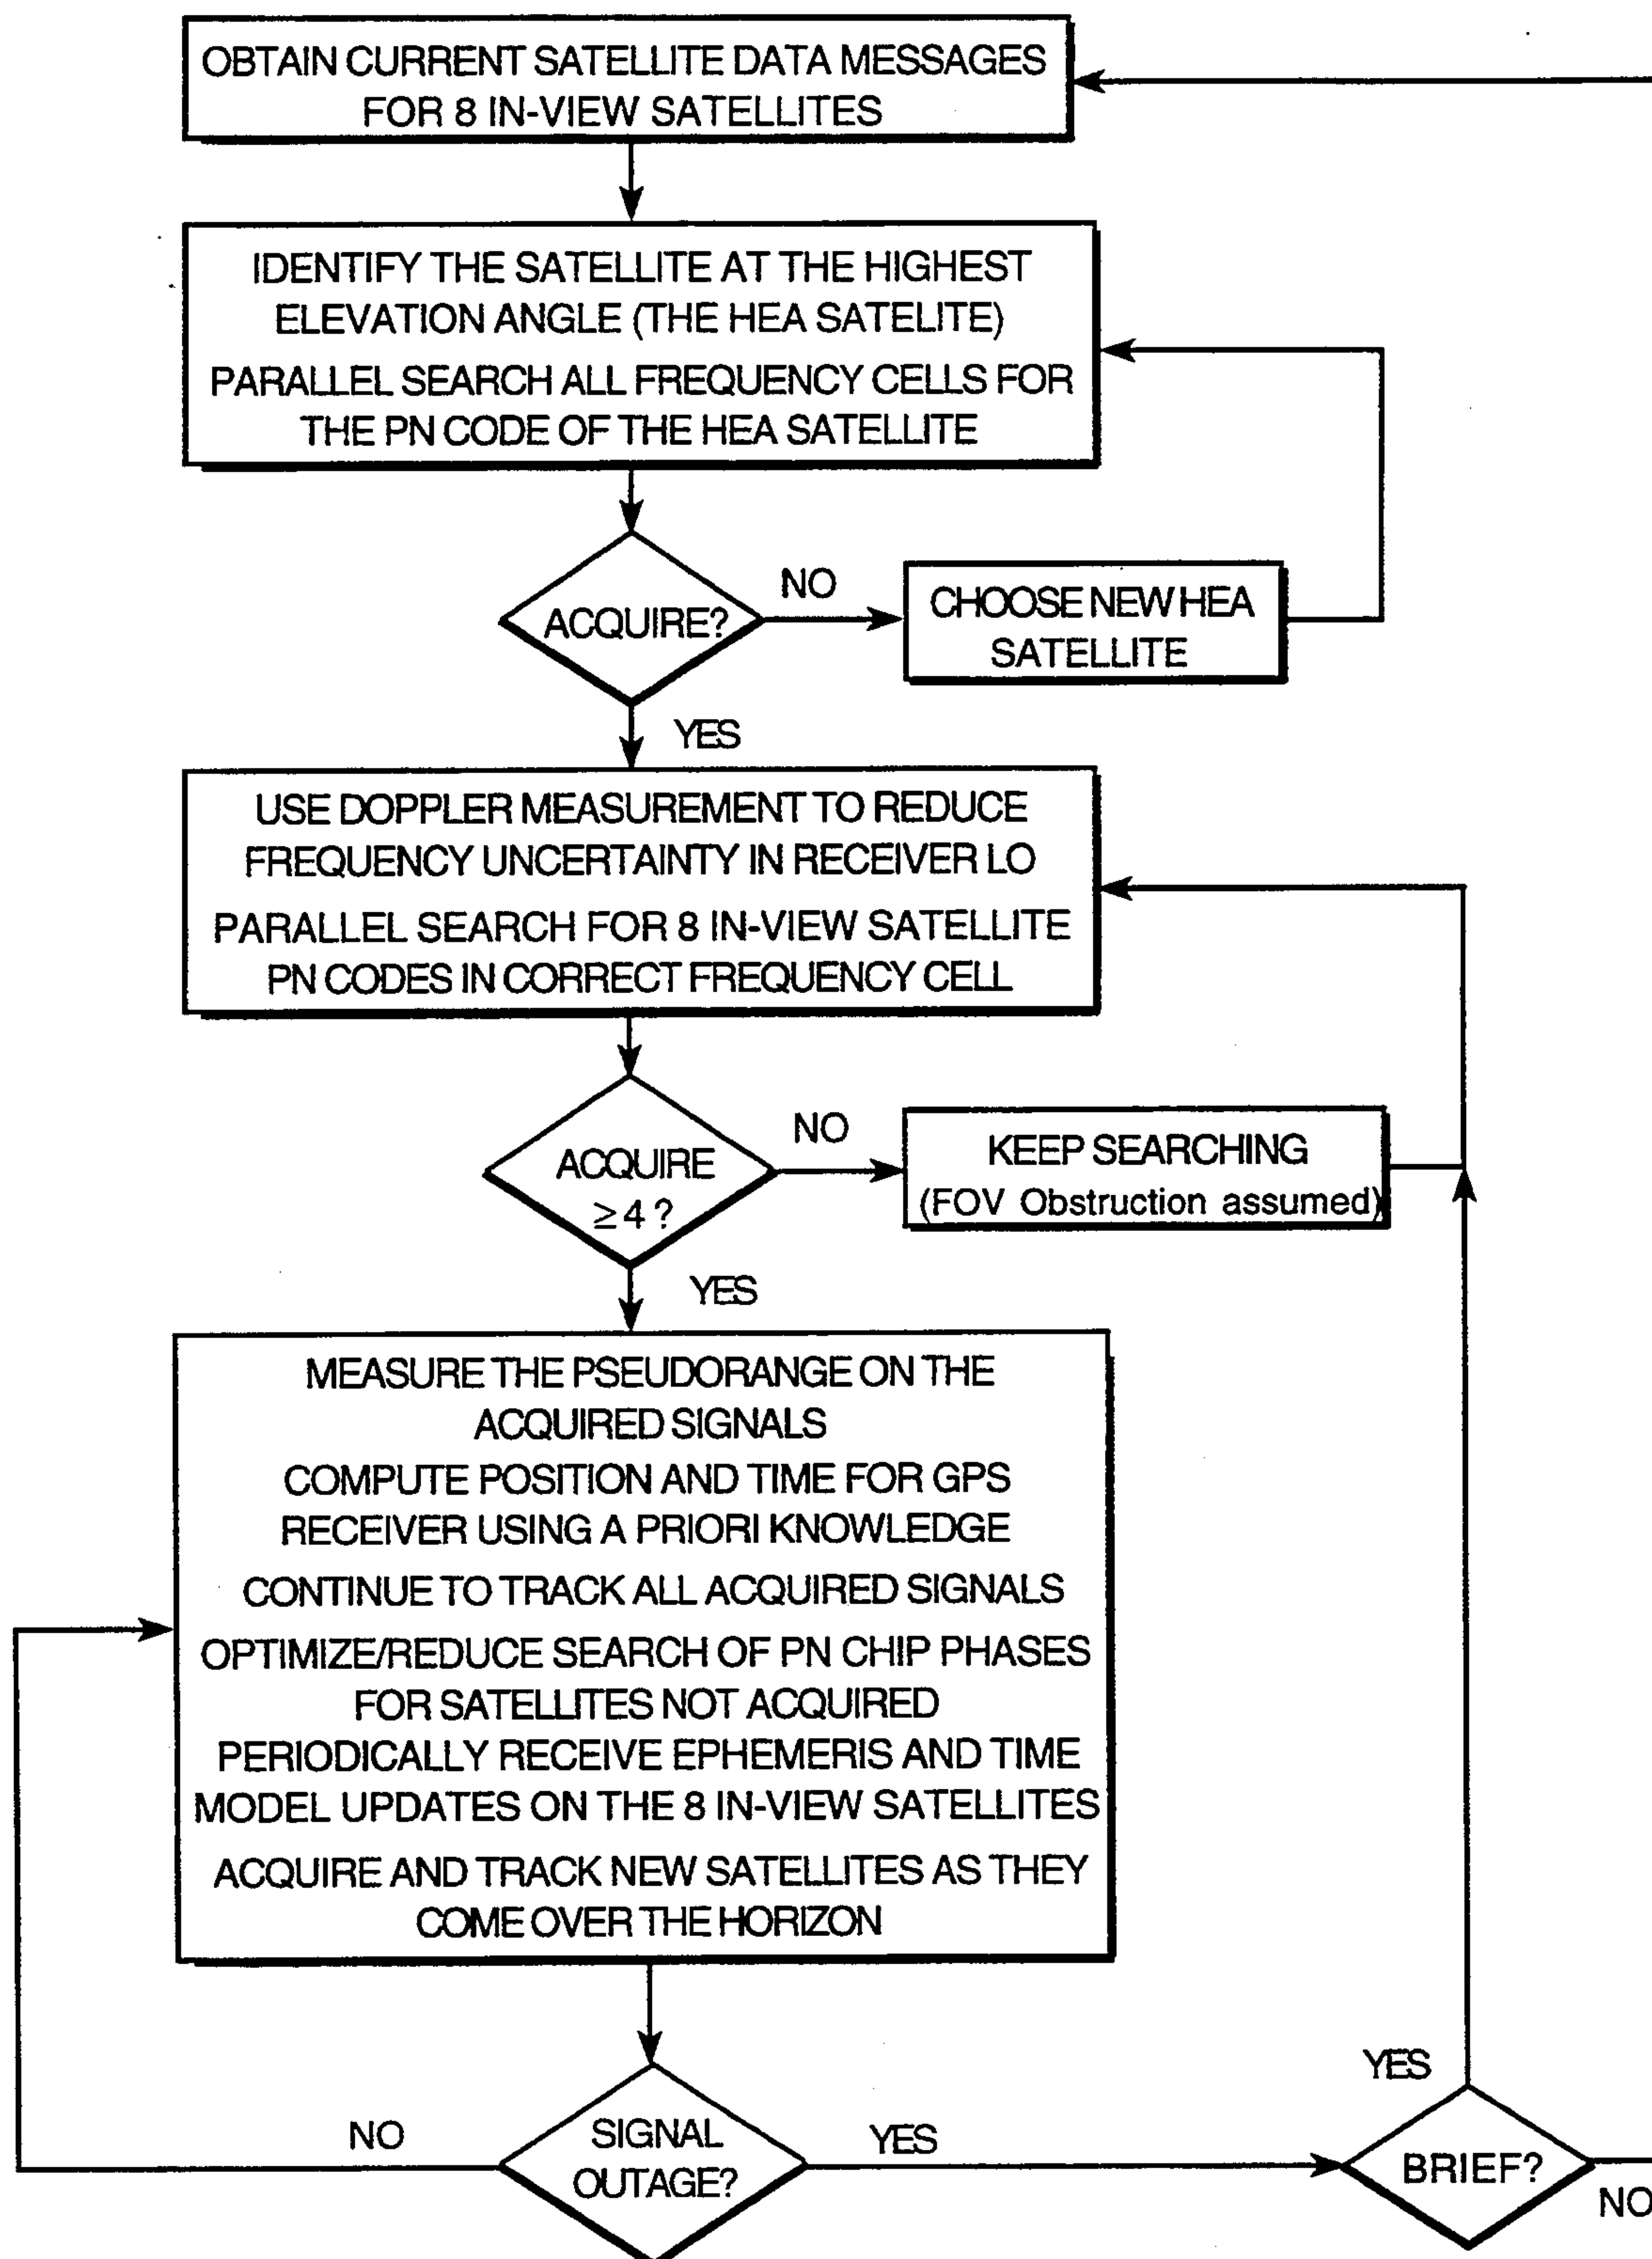 OBTAIN CURRENT SATELLITE DATA MESSAGES
FOR 8 IN-VIEW SATELLITES
IDENTIFY THE SATELLITE AT THE HIGHEST
ELEVATION ANGLE (THE HEA SATELITE)
PARALLEL SEARCH ALL FREQUENCY CELLS FOR
THE PN CODE OF THE HEA SATELLITE
ACQUIRE?
NO
CHOOSE NEW HEA
SATELLITE
YES
USE DOPPLER MEASUREMENT TO REDUCE
FREQUENCY UNCERTAINTY IN RECEIVER LO
PARALLEL SEARCH FOR 8 IN-VIEW SATELLITE
PN CODES IN CORRECT FREQUENCY CELL
ACQUIRE
≥4?
NO
KEEP SEARCHING
(FOV Obstruction assumed)
YES
MEASURE THE PSEUDORANGE ON THE
ACQUIRED SIGNALS
COMPUTE POSITION AND TIME FOR GPS
RECEIVER USING A PRIORI KNOWLEDGE
CONTINUE TO TRACK ALL ACQUIRED SIGNALS
OPTIMIZE/REDUCE SEARCH OF PN CHIP PHASES
FOR SATELLITES NOT ACQUIRED
PERIODICALLY RECEIVE EPHEMERIS AND TIME
MODEL UPDATES ON THE 8 IN-VIEW SATELLITES
ACQUIRE AND TRACK NEW SATELLITES AS THEY
COME OVER THE HORIZON
SIGNAL
OUTAGE?
NO
YES
BRIEF?
YES
NO